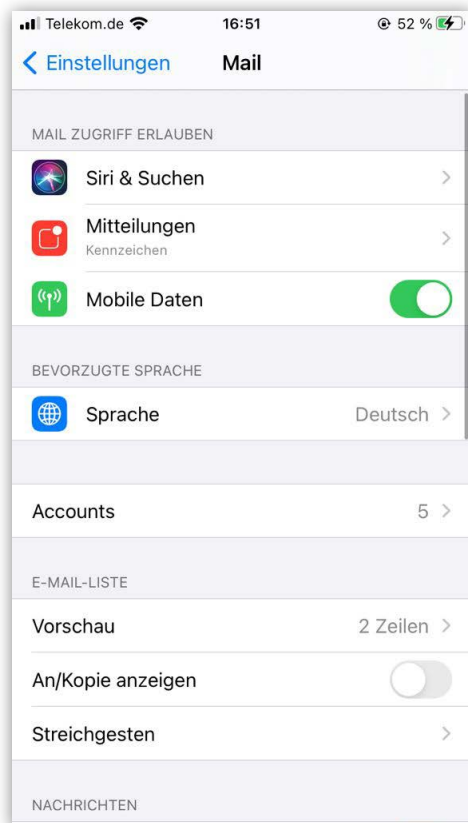 Telekom.de 16:51 52 %
Einstellungen Mail
MAIL ZUGRIFF ERLAUBEN
Siri & Suchen
Mitteilungen
Kennzeichen
Mobile Daten
BEVORZUGTE SPRACHE
Sprache Deutsch
Accounts 5
E-MAIL-LISTE
Vorschau 2 Zeilen
An/Kopie anzeigen
Streichgesten
NACHRICHTEN